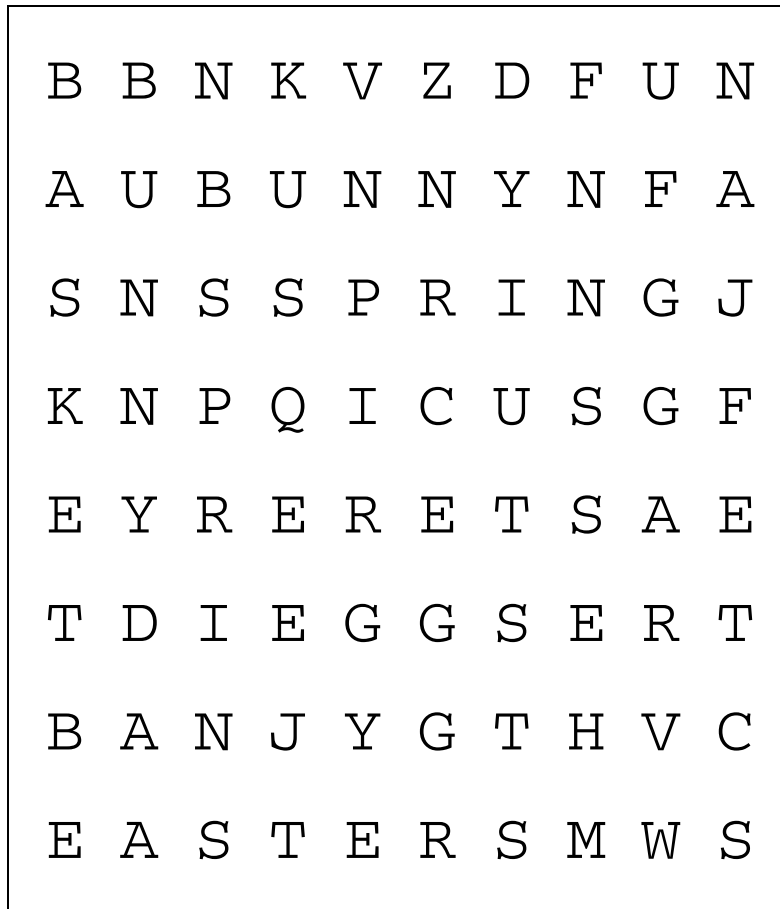 B B N K V Z D F U N
A U B U N N Y N F A
S N S S P R I N G J
K N P Q I C U S G F
E Y R E R E T S A E
T D I E G G S E R T
B A N J Y G T H V C
E A S T E R S M W S